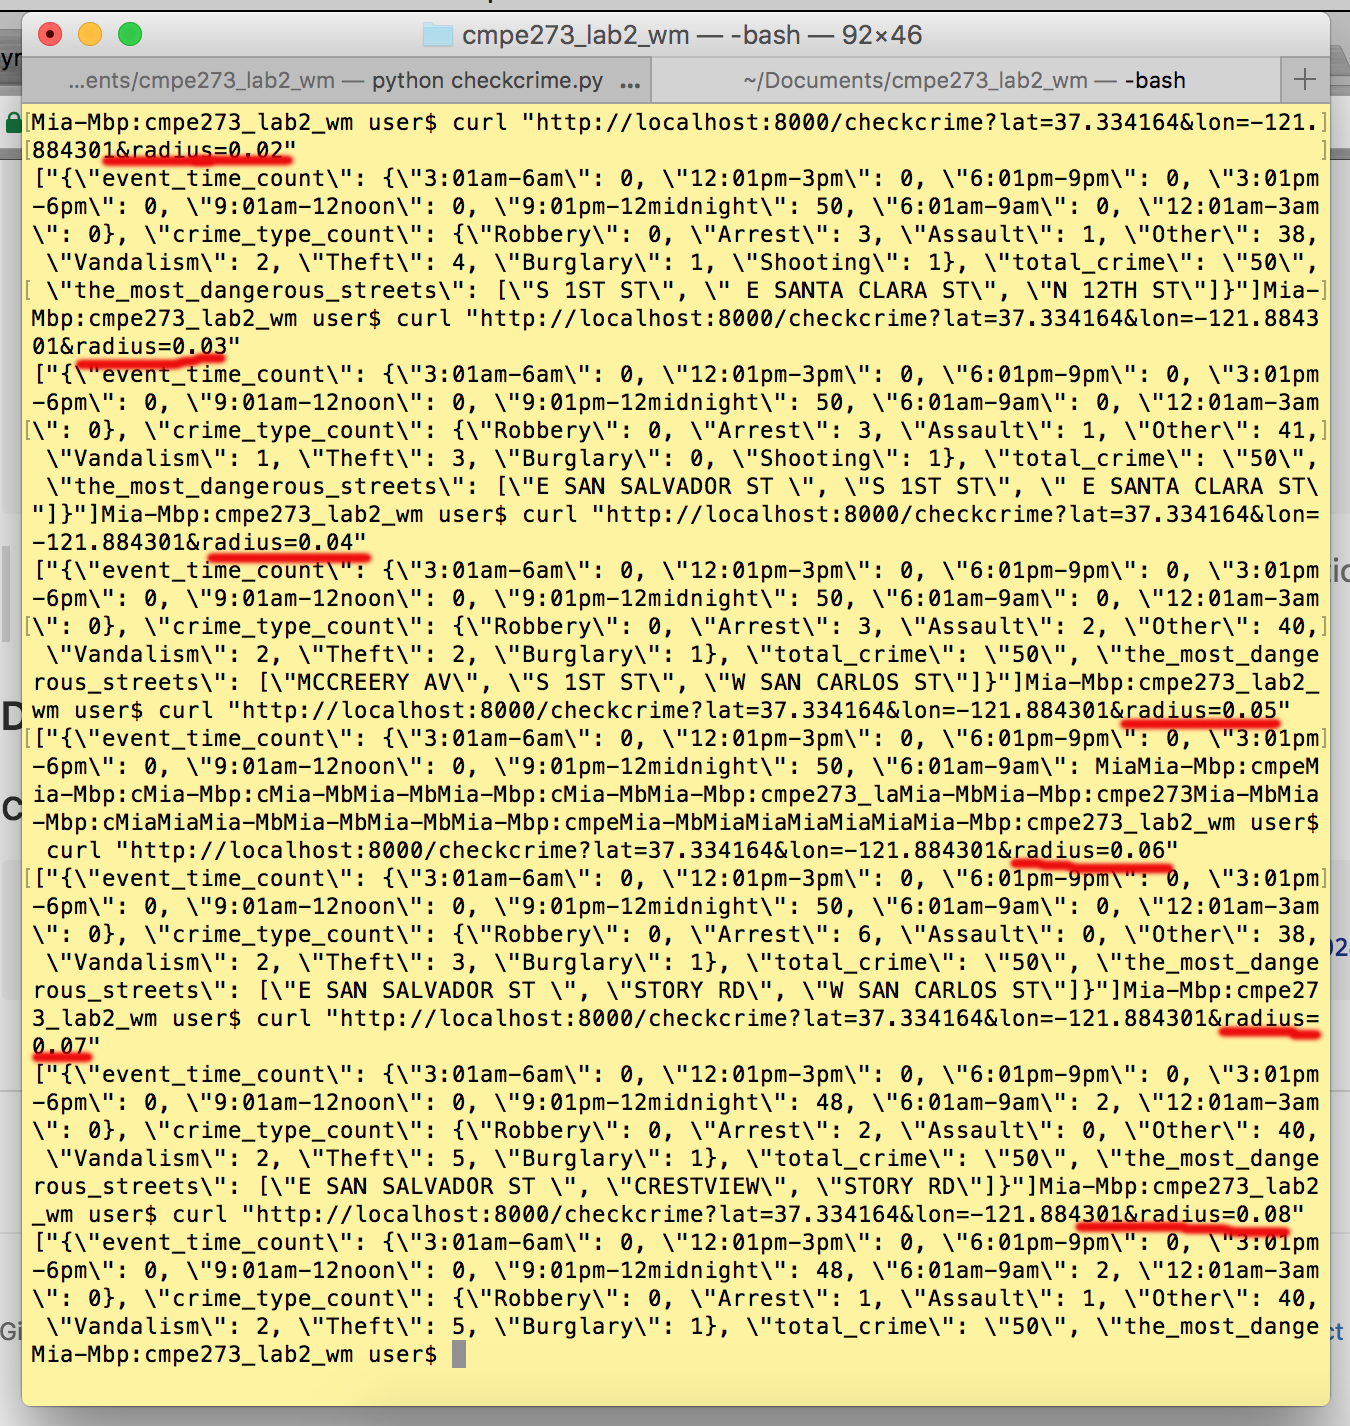 cmpe273_lab2_wm — -bash — 92×46
...ents/cmpe273_lab2_wm — python checkcrime.py ... ~/Documents/cmpe273_lab2_wm — -bash +
[Mia-Mbp:cmpe273_lab2_wm user$ curl "http://localhost:8000/checkcrime?lat=37.334164&lon=-121.]
[884301&radius=0.02" ]
["{\"event_time_count\": {\"3:01am-6am\": 0, \"12:01pm-3pm\": 0, \"6:01pm-9pm\": 0, \"3:01pm
-6pm\": 0, \"9:01am-12noon\": 0, \"9:01pm-12midnight\": 50, \"6:01am-9am\": 0, \"12:01am-3am
\": 0}, \"crime_type_count\": {\"Robbery\": 0, \"Arrest\": 3, \"Assault\": 1, \"Other\": 38,
\"Vandalism\": 2, \"Theft\": 4, \"Burglary\": 1, \"Shooting\": 1}, \"total_crime\": \"50\",
[ \"the_most_dangerous_streets\": [\"S 1ST ST\", \" E SANTA CLARA ST\", \"N 12TH ST\"]}"]Mia-]
Mbp:cmpe273_lab2_wm user$ curl "http://localhost:8000/checkcrime?lat=37.334164&lon=-121.8843
01&radius=0.03"
["{\"event_time_count\": {\"3:01am-6am\": 0, \"12:01pm-3pm\": 0, \"6:01pm-9pm\": 0, \"3:01pm
-6pm\": 0, \"9:01am-12noon\": 0, \"9:01pm-12midnight\": 50, \"6:01am-9am\": 0, \"12:01am-3am
[\": 0}, \"crime_type_count\": {\"Robbery\": 0, \"Arrest\": 3, \"Assault\": 1, \"Other\": 41,]
\"Vandalism\": 1, \"Theft\": 3, \"Burglary\": 0, \"Shooting\": 1}, \"total_crime\": \"50\",
\"the_most_dangerous_streets\": [\"E SAN SALVADOR ST \", \"S 1ST ST\", \" E SANTA CLARA ST\
"]}"]Mia-Mbp:cmpe273_lab2_wm user$ curl "http://localhost:8000/checkcrime?lat=37.334164&lon=
-121.884301&radius=0.04"
["{\"event_time_count\": {\"3:01am-6am\": 0, \"12:01pm-3pm\": 0, \"6:01pm-9pm\": 0, \"3:01pm
-6pm\": 0, \"9:01am-12noon\": 0, \"9:01pm-12midnight\": 50, \"6:01am-9am\": 0, \"12:01am-3am
[\": 0}, \"crime_type_count\": {\"Robbery\": 0, \"Arrest\": 3, \"Assault\": 2, \"Other\": 40,]
\"Vandalism\": 2, \"Theft\": 2, \"Burglary\": 1}, \"total_crime\": \"50\", \"the_most_dange
rous_streets\": [\"MCCREERY AV\", \"S 1ST ST\", \"W SAN CARLOS ST\"]}"]Mia-Mbp:cmpe273_lab2_
wm user$ curl "http://localhost:8000/checkcrime?lat=37.334164&lon=-121.884301&radius=0.05"
[["{\"event_time_count\": {\"3:01am-6am\": 0, \"12:01pm-3pm\": 0, \"6:01pm-9pm\": 0, \"3:01pm]
-6pm\": 0, \"9:01am-12noon\": 0, \"9:01pm-12midnight\": 50, \"6:01am-9am\": MiaMia-Mbp:cmpeM
ia-Mbp:cMia-Mbp:cMia-MbMia-MbMia-Mbp:cMia-MbMia-Mbp:cmpe273_laMia-MbMia-Mbp:cmpe273Mia-MbMia
-Mbp:cMiaMiaMia-MbMia-MbMia-MbMia-Mbp:cmpeMia-MbMiaMiaMiaMiaMiaMia-Mbp:cmpe273_lab2_wm user$
curl "http://localhost:8000/checkcrime?lat=37.334164&lon=-121.884301&radius=0.06"
[["{\"event_time_count\": {\"3:01am-6am\": 0, \"12:01pm-3pm\": 0, \"6:01pm-9pm\": 0, \"3:01pm]
-6pm\": 0, \"9:01am-12noon\": 0, \"9:01pm-12midnight\": 50, \"6:01am-9am\": 0, \"12:01am-3am
\": 0}, \"crime_type_count\": {\"Robbery\": 0, \"Arrest\": 6, \"Assault\": 0, \"Other\": 38,
\"Vandalism\": 2, \"Theft\": 3, \"Burglary\": 1}, \"total_crime\": \"50\", \"the_most_dange
rous_streets\": [\"E SAN SALVADOR ST \", \"STORY RD\", \"W SAN CARLOS ST\"]}"]Mia-Mbp:cmpe27
3_lab2_wm user$ curl "http://localhost:8000/checkcrime?lat=37.334164&lon=-121.884301&radius=
0.07"
["{\"event_time_count\": {\"3:01am-6am\": 0, \"12:01pm-3pm\": 0, \"6:01pm-9pm\": 0, \"3:01pm
-6pm\": 0, \"9:01am-12noon\": 0, \"9:01pm-12midnight\": 48, \"6:01am-9am\": 2, \"12:01am-3am
\": 0}, \"crime_type_count\": {\"Robbery\": 0, \"Arrest\": 2, \"Assault\": 0, \"Other\": 40,
\"Vandalism\": 2, \"Theft\": 5, \"Burglary\": 1}, \"total_crime\": \"50\", \"the_most_dange
rous_streets\": [\"E SAN SALVADOR ST \", \"CRESTVIEW\", \"STORY RD\"]}"]Mia-Mbp:cmpe273_lab2
_wm user$ curl "http://localhost:8000/checkcrime?lat=37.334164&lon=-121.884301&radius=0.08"
["{\"event_time_count\": {\"3:01am-6am\": 0, \"12:01pm-3pm\": 0, \"6:01pm-9pm\": 0, \"3:01pm
-6pm\": 0, \"9:01am-12noon\": 0, \"9:01pm-12midnight\": 48, \"6:01am-9am\": 2, \"12:01am-3am
\": 0}, \"crime_type_count\": {\"Robbery\": 0, \"Arrest\": 1, \"Assault\": 1, \"Other\": 40,
\"Vandalism\": 2, \"Theft\": 5, \"Burglary\": 1}, \"total_crime\": \"50\", \"the_most_dange
Mia-Mbp:cmpe273_lab2_wm user$